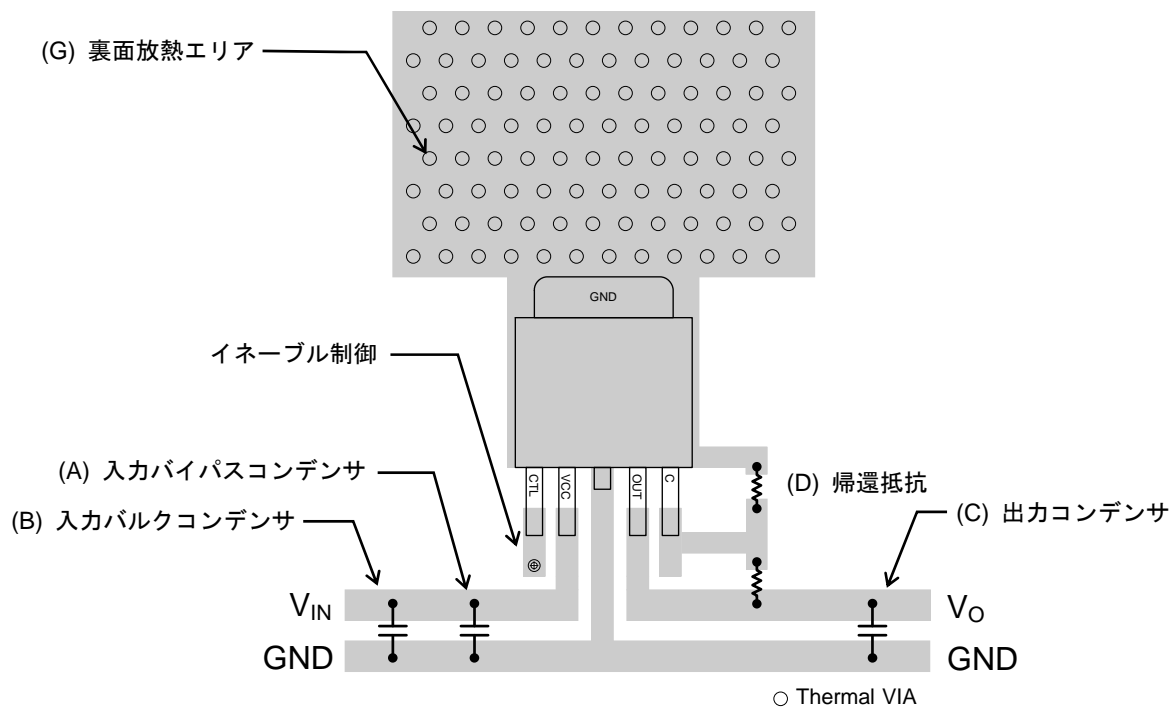 (G) 裏面放熱エリア
GND
イネーブル制御
(A) 入力バイパスコンデンサ
(B) 入力バルクコンデンサ
CTL
VCC
OUT
C
(D) 帰還抵抗
(C) 出力コンデンサ
VIN
VO
GND
GND
Thermal VIA